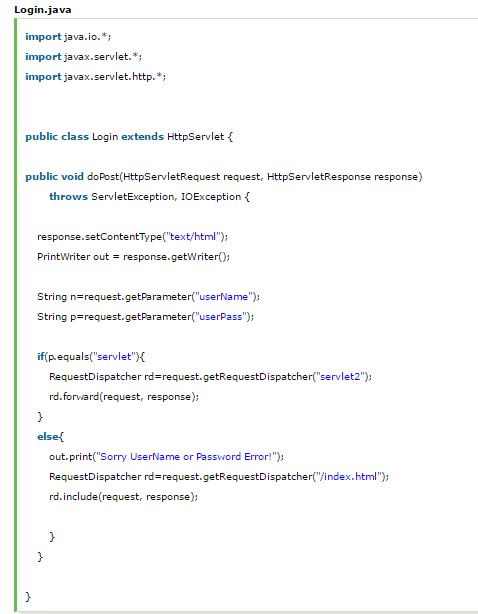 Login.java
import java.io.*;
import javax.servlet.*;
import javax.servlet.http.*;
public class Login extends HttpServlet {
public void doPost(HttpServletRequest request, HttpServletResponse response)
throws ServletException, IOException {
response.setContentType("text/html");
PrintWriter out = response.getWriter();
String n=request.getParameter("userName");
String p=request.getParameter("userPass");
if(p.equals("servlet"){
RequestDispatcher rd=request.getRequestDispatcher("servlet2");
rd.forward(request, response);
}
else{
out.print("Sorry UserName or Password Error!");
RequestDispatcher rd=request.getRequestDispatcher("/index.html");
rd.include(request, response);
}
}
}